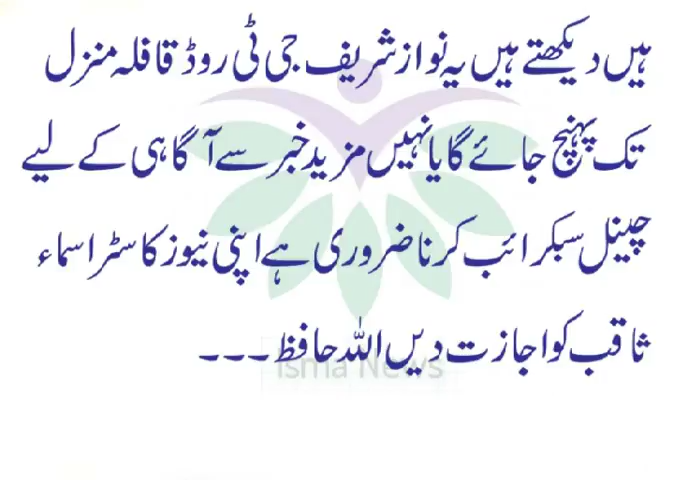 ہیں دیکھتے ہیں یہ نواز شریف جی ٹی روڈ قافلہ منزل
تک پہنچ جائے گا یا نہیں مزید خبر سے آگاہی کے لیے
چینل سبکرائب کرنا ضروری ہے اپنی نیوز کاسٹر اسماء
ثاقب کو اجازت دیں اللہ حافظ ۔۔۔
Isma News